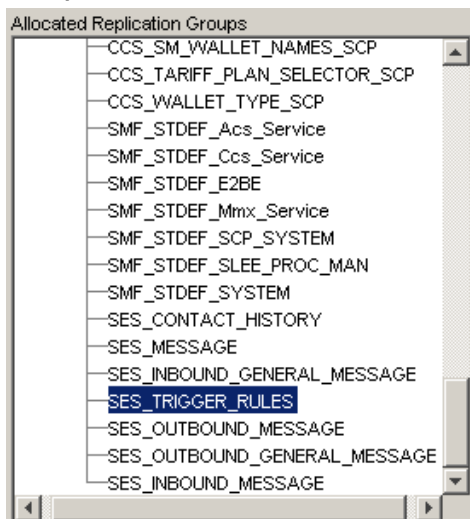 Allocated Replication Groups
CCS_SM_WALLET_NAMES_SCP
CCS_TARIFF_PLAN_SELECTOR_SCP
CCS_WALLET_TYPE_SCP
SMF_STDEF_Acs_Service
SMF_STDEF_Ccs_Service
SMF_STDEF_E2BE
SMF_STDEF_Mmx_Service
SMF_STDEF_SCP_SYSTEM
SMF_STDEF_SLEE_PROC_MAN
SMF_STDEF_SYSTEM
SES_CONTACT_HISTORY
SES_MESSAGE
SES_INBOUND_GENERAL_MESSAGE
SES_TRIGGER_RULES
SES_OUTBOUND_MESSAGE
SES_OUTBOUND_GENERAL_MESSAGE
SES_INBOUND_MESSAGE